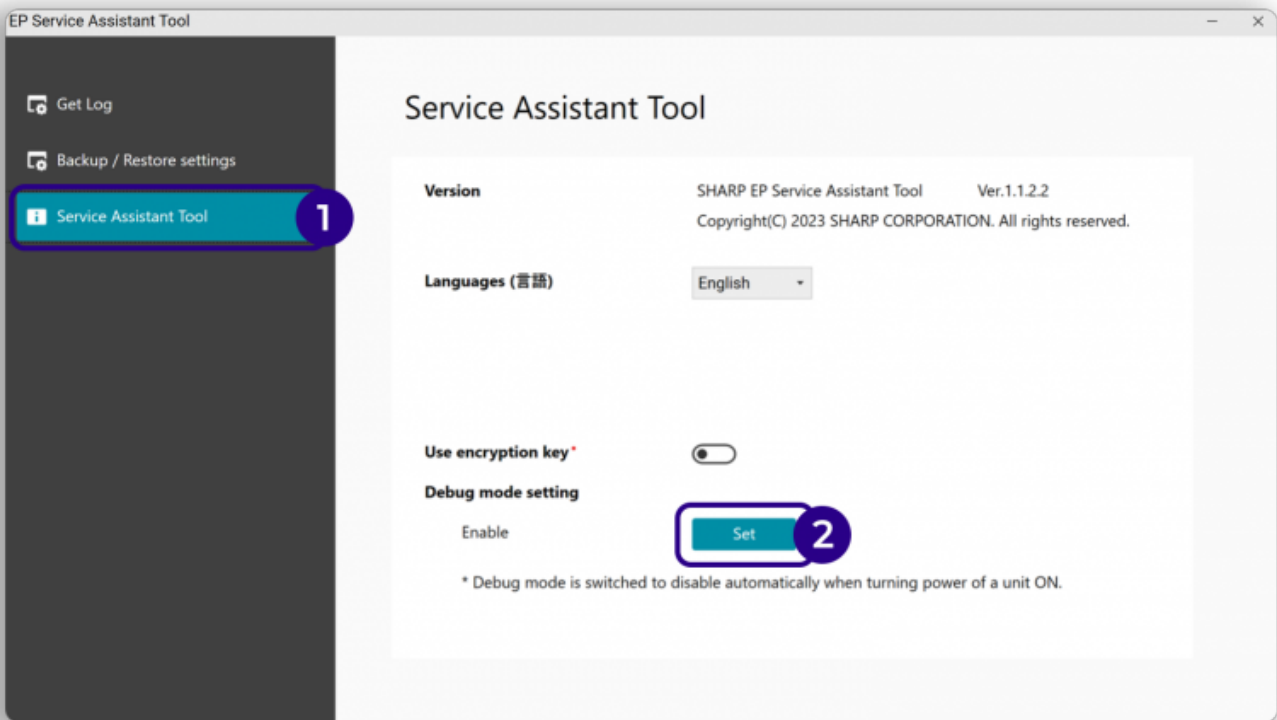 EP Service Assistant Tool
Get Log
Backup / Restore settings
Service Assistant Tool
1
Service Assistant Tool
Version
SHARP EP Service Assistant Tool Ver.1.1.2.2
Copyright(C) 2023 SHARP CORPORATION. All rights reserved.
Languages (言語)
English
Use encryption key*
Debug mode setting
Enable
Set
2
* Debug mode is switched to disable automatically when turning power of a unit ON.